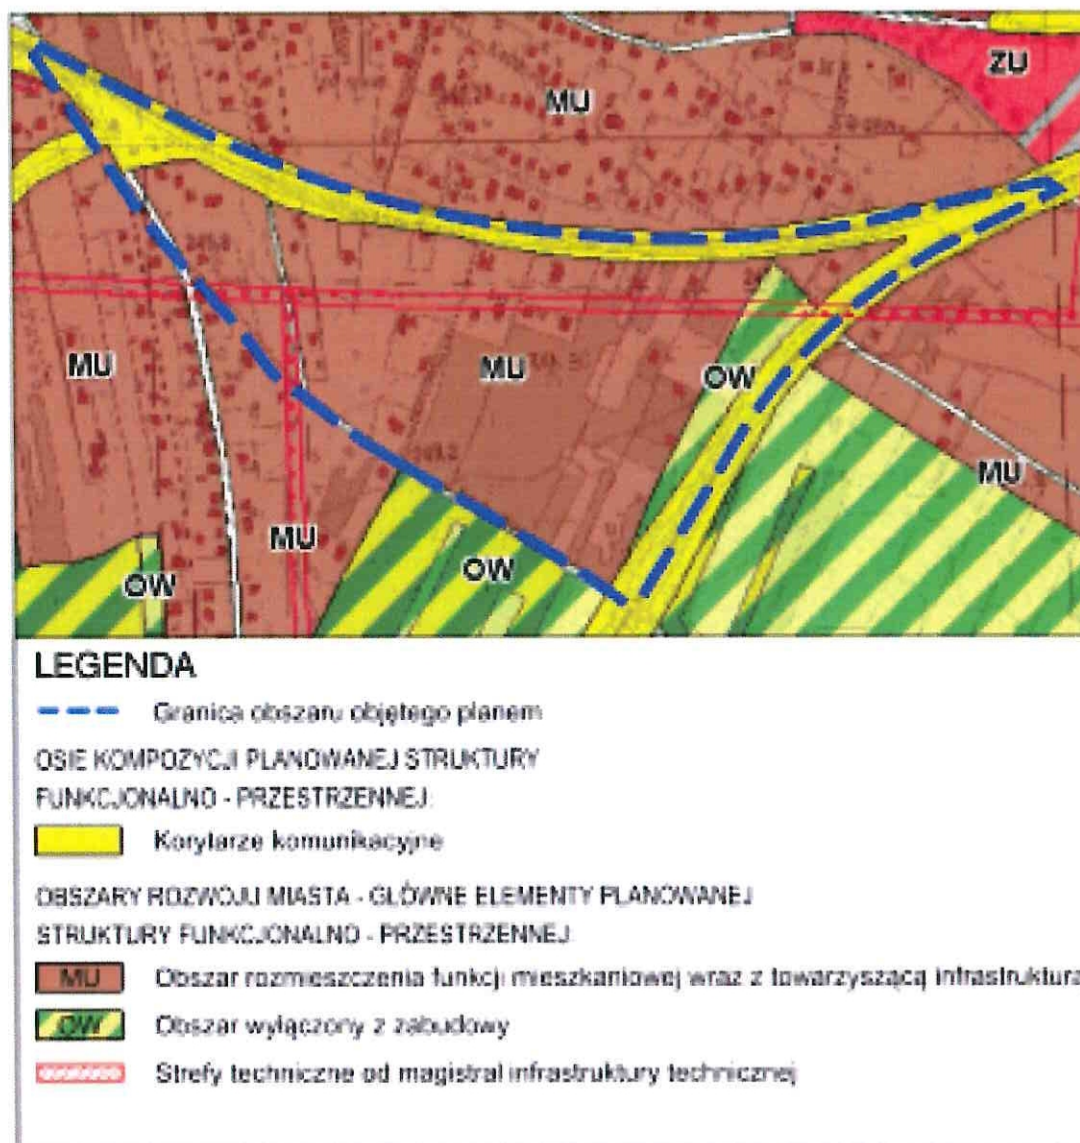 ZU
MU
MU
MU
OW
MU
MU
OW
OW
LEGENDA
Granica obszaru objętego planem
OSIE KOMPOZYCJI PLANOWANEJ STRUKTURY
FUNKCJONALNO - PRZESTRZENNEJ:
Korytarze komunikacyjne
OBSZARY ROZWOJU MIASTA - GŁÓWNE ELEMENTY PLANOWANEJ
STRUKTURY FUNKCJONALNO - PRZESTRZENNEJ:
MU Obszar rozmieszczenia funkcji mieszkaniowej wraz z towarzyszącą infrastruktura
OW Obszar wyłączony z zabudowy
Strefy techniczne od magistral infrastruktury technicznej